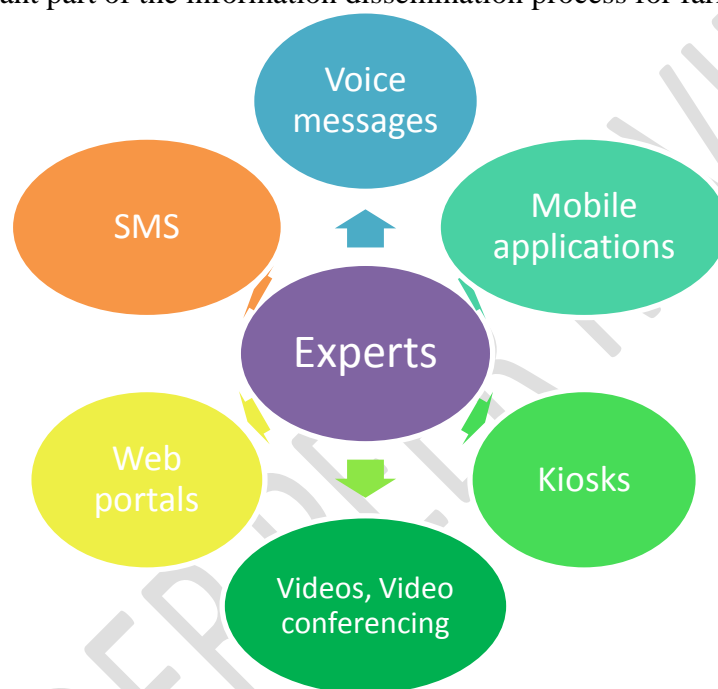 ant part of the information dissemination process for
Voice
messages
SMS
Mobile
applications
Experts
Web
portals
Kiosks
Videos, Video
conferencing